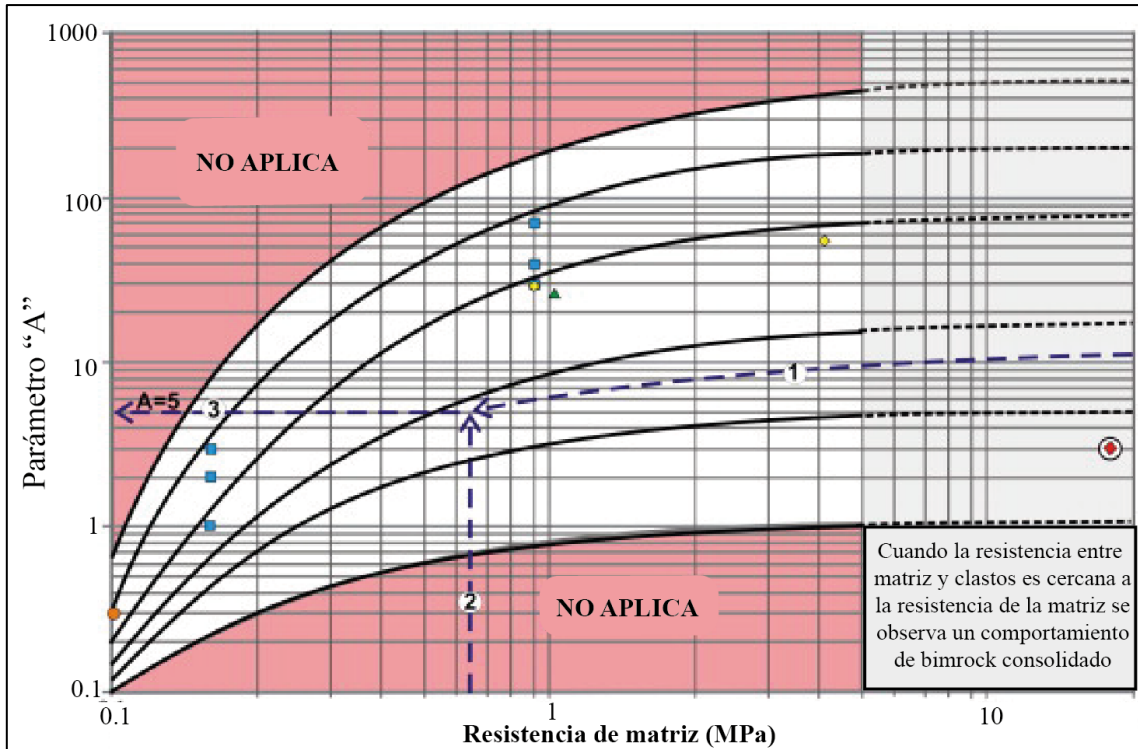 1000
NO APLICA
100
Parámetro “A”
10
1
A=5
3
1
2
NO APLICA
Cuando la resistencia entre
matriz y clastos es cercana a
la resistencia de la matriz se
observa un comportamiento
de bimrock consolidado
1
0.1
0.1
1
10
Resistencia de matriz (MPa)